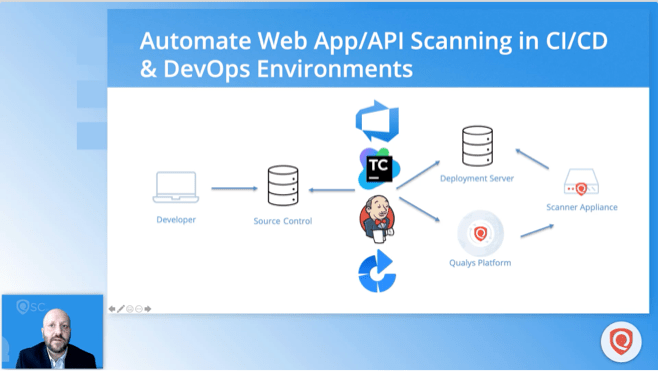 Automate Web App/API Scanning in CI/CD
& DevOps Environments
TC
Deployment Server
Scanner Appliance
Developer
Source Control
Qualys Platform
QSC